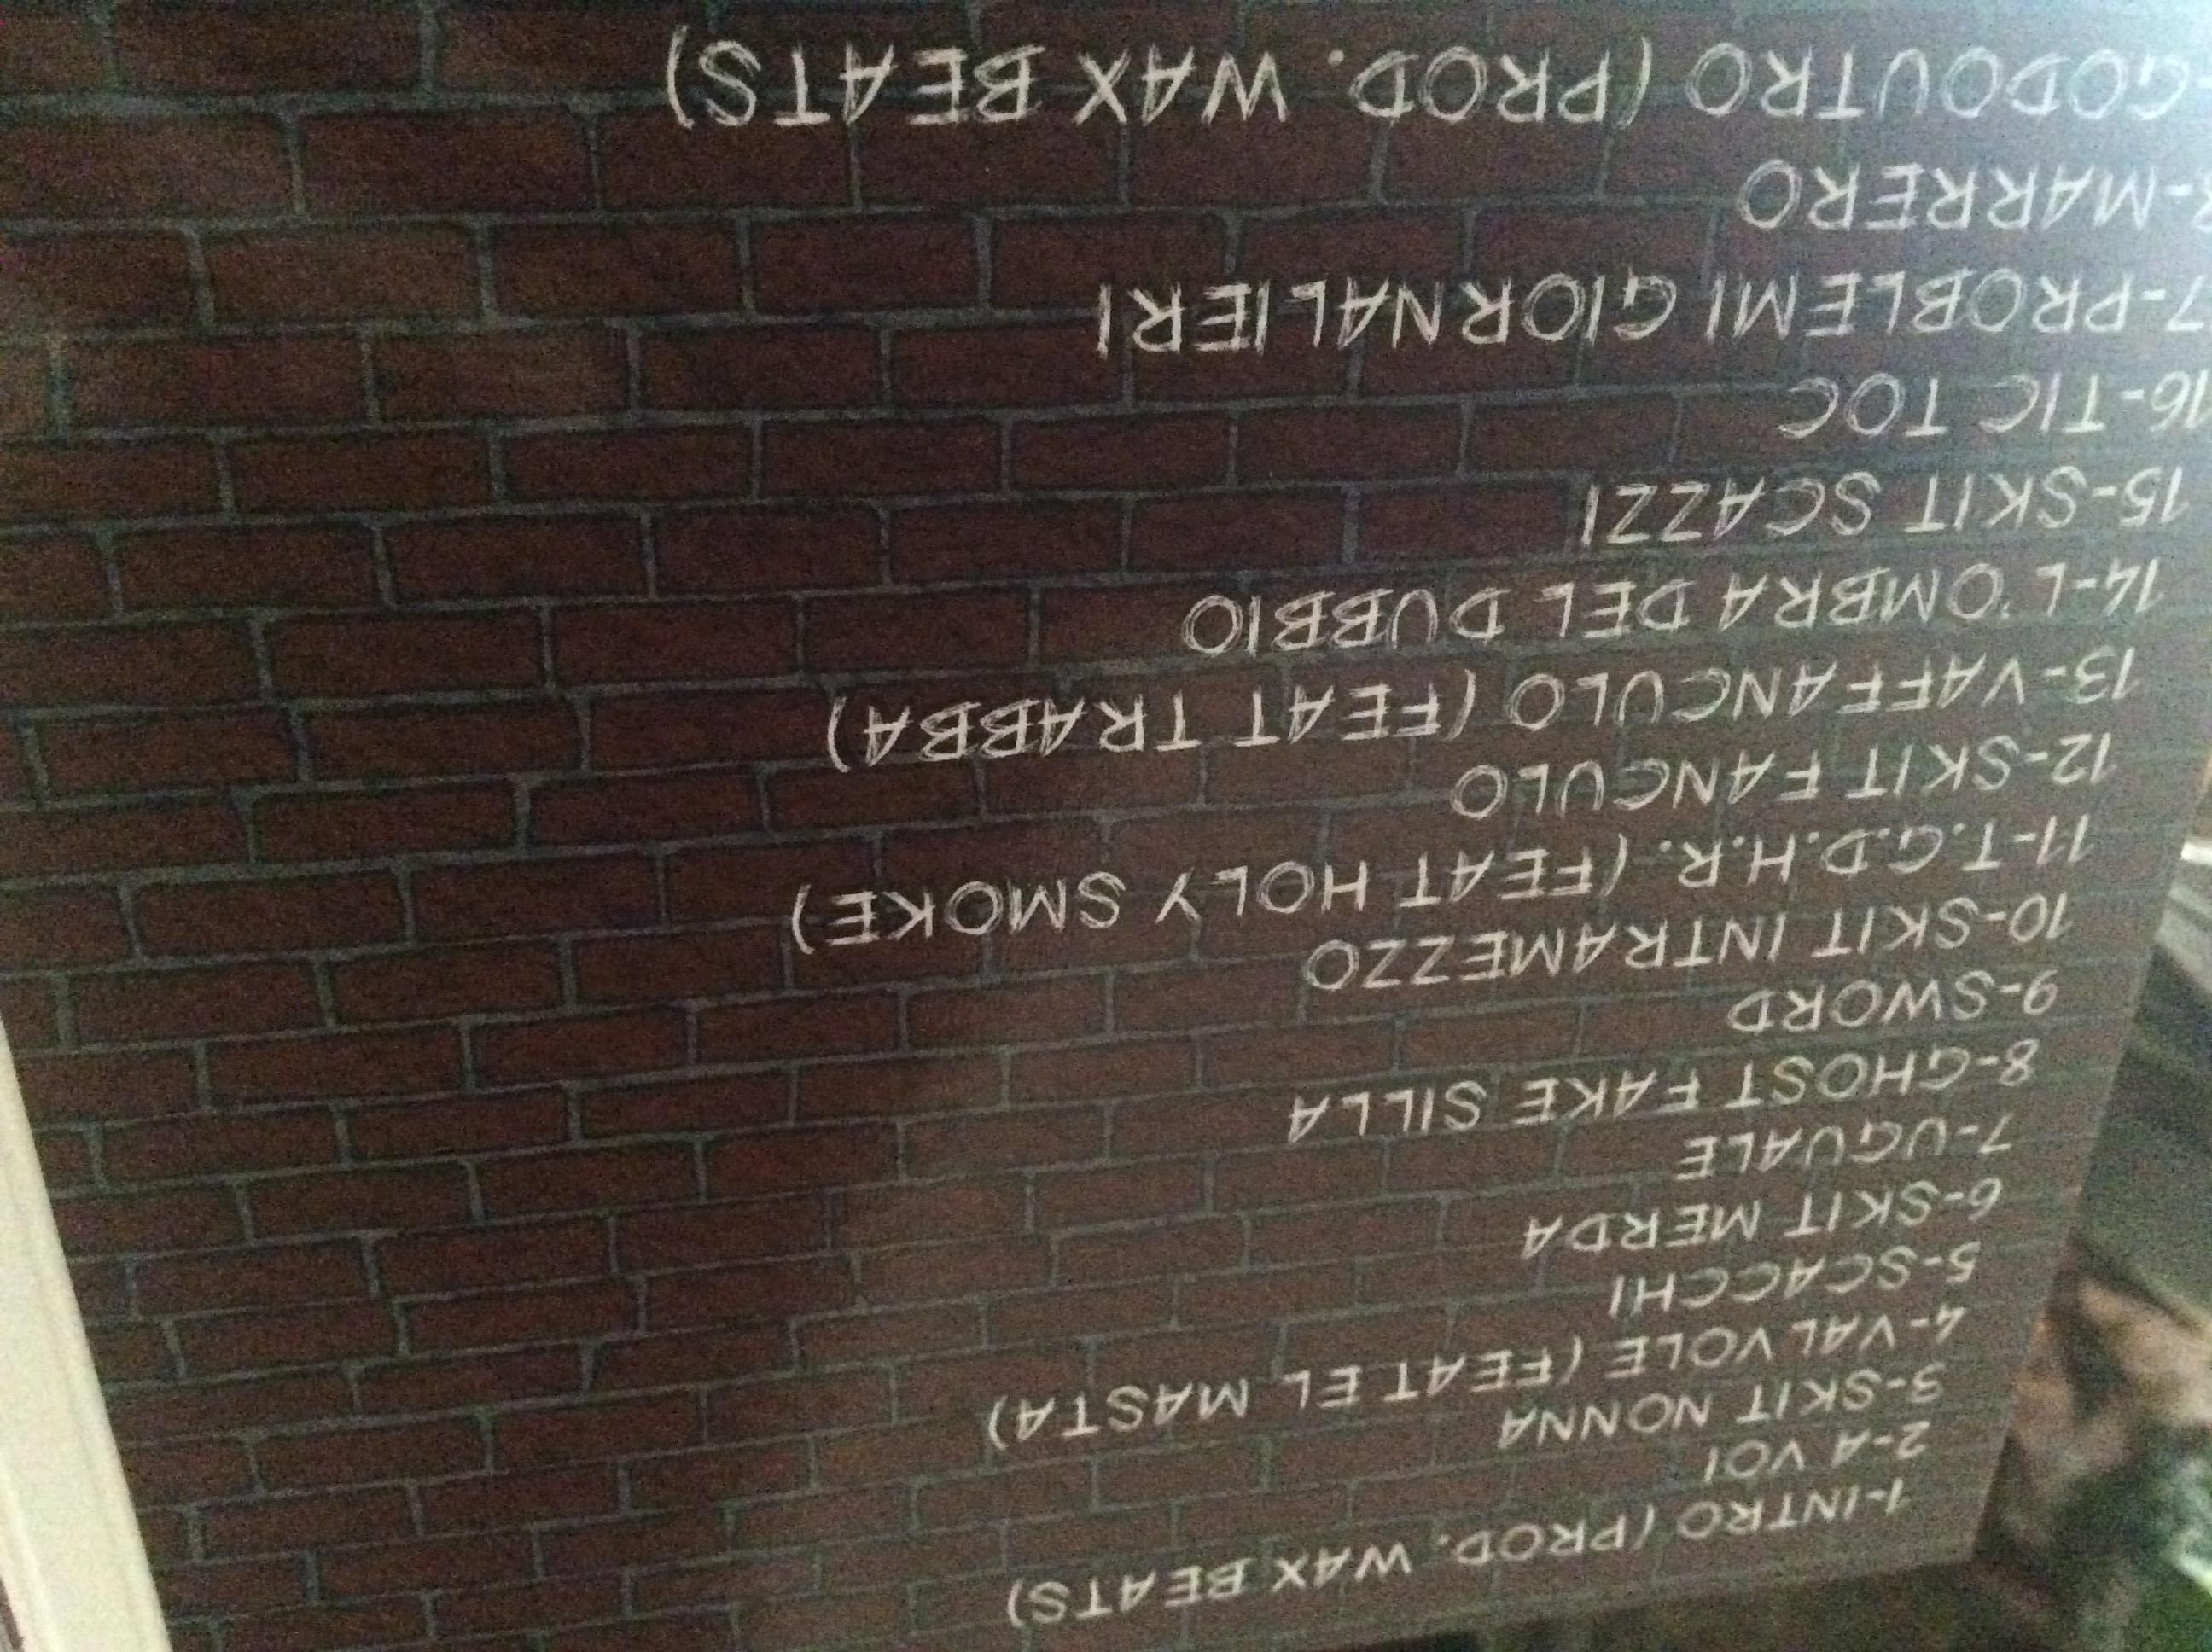 1-INTRO (PROD. WAX BEATS)
2-A VOI
3-SKIT NONNA
4-VALVOLE (FEAT EL MASTA)
5-SCACCHI
6-SKIT MERDA
7-UGUALE
8-GHOST FAKE SILLA
9-SWORD
10-SKIT INTRAMEZZO
11-T.G.D.H.R. (FEAT HOLY SMOKE)
12-SKIT FANCULO
13-VAFFANCULO (FEAT TRABBA)
14-L'OMBRA DEL DUBBIO
15-SKIT SCAZZI
16-TIC TOC
7-PROBLEMI GIORNALIERI
-MARRERO
GODOUTRO (PROD. WAX BEATS)